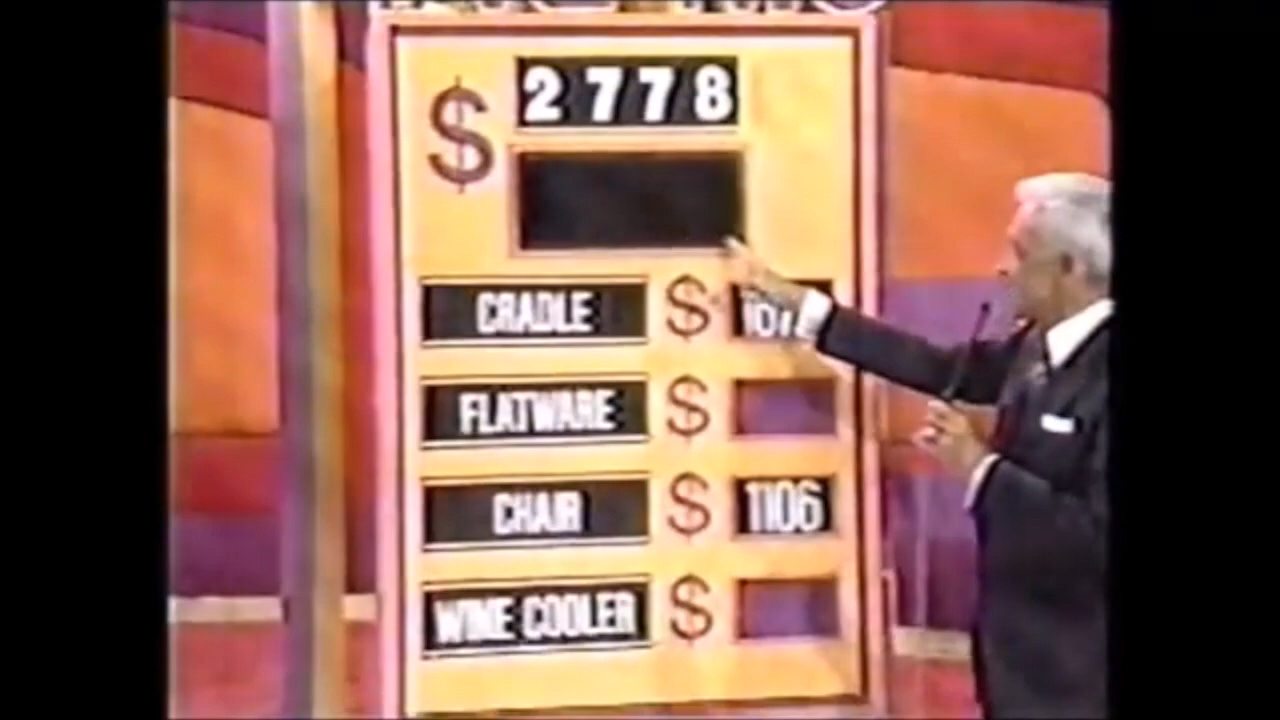 $ 2778
CRADLE $
FLATWARE $
CHAIR $ 1106
WINE COOLER $